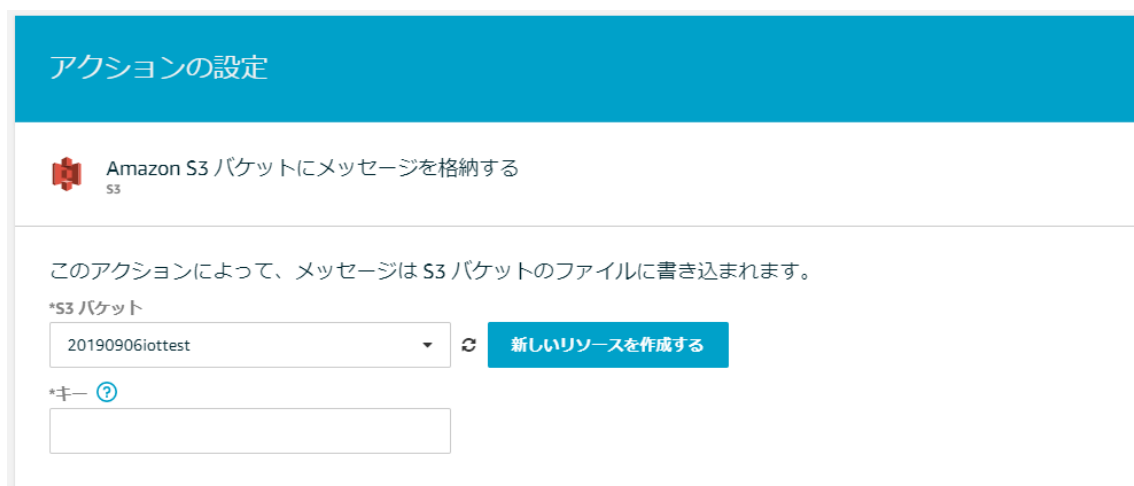 アクションの設定
Amazon S3 バケットにメッセージを格納する
S3
このアクションによって、メッセージは S3 バケットのファイルに書き込まれます。
*S3 バケット
20190906iottest
新しいリソースを作成する
*キー ?